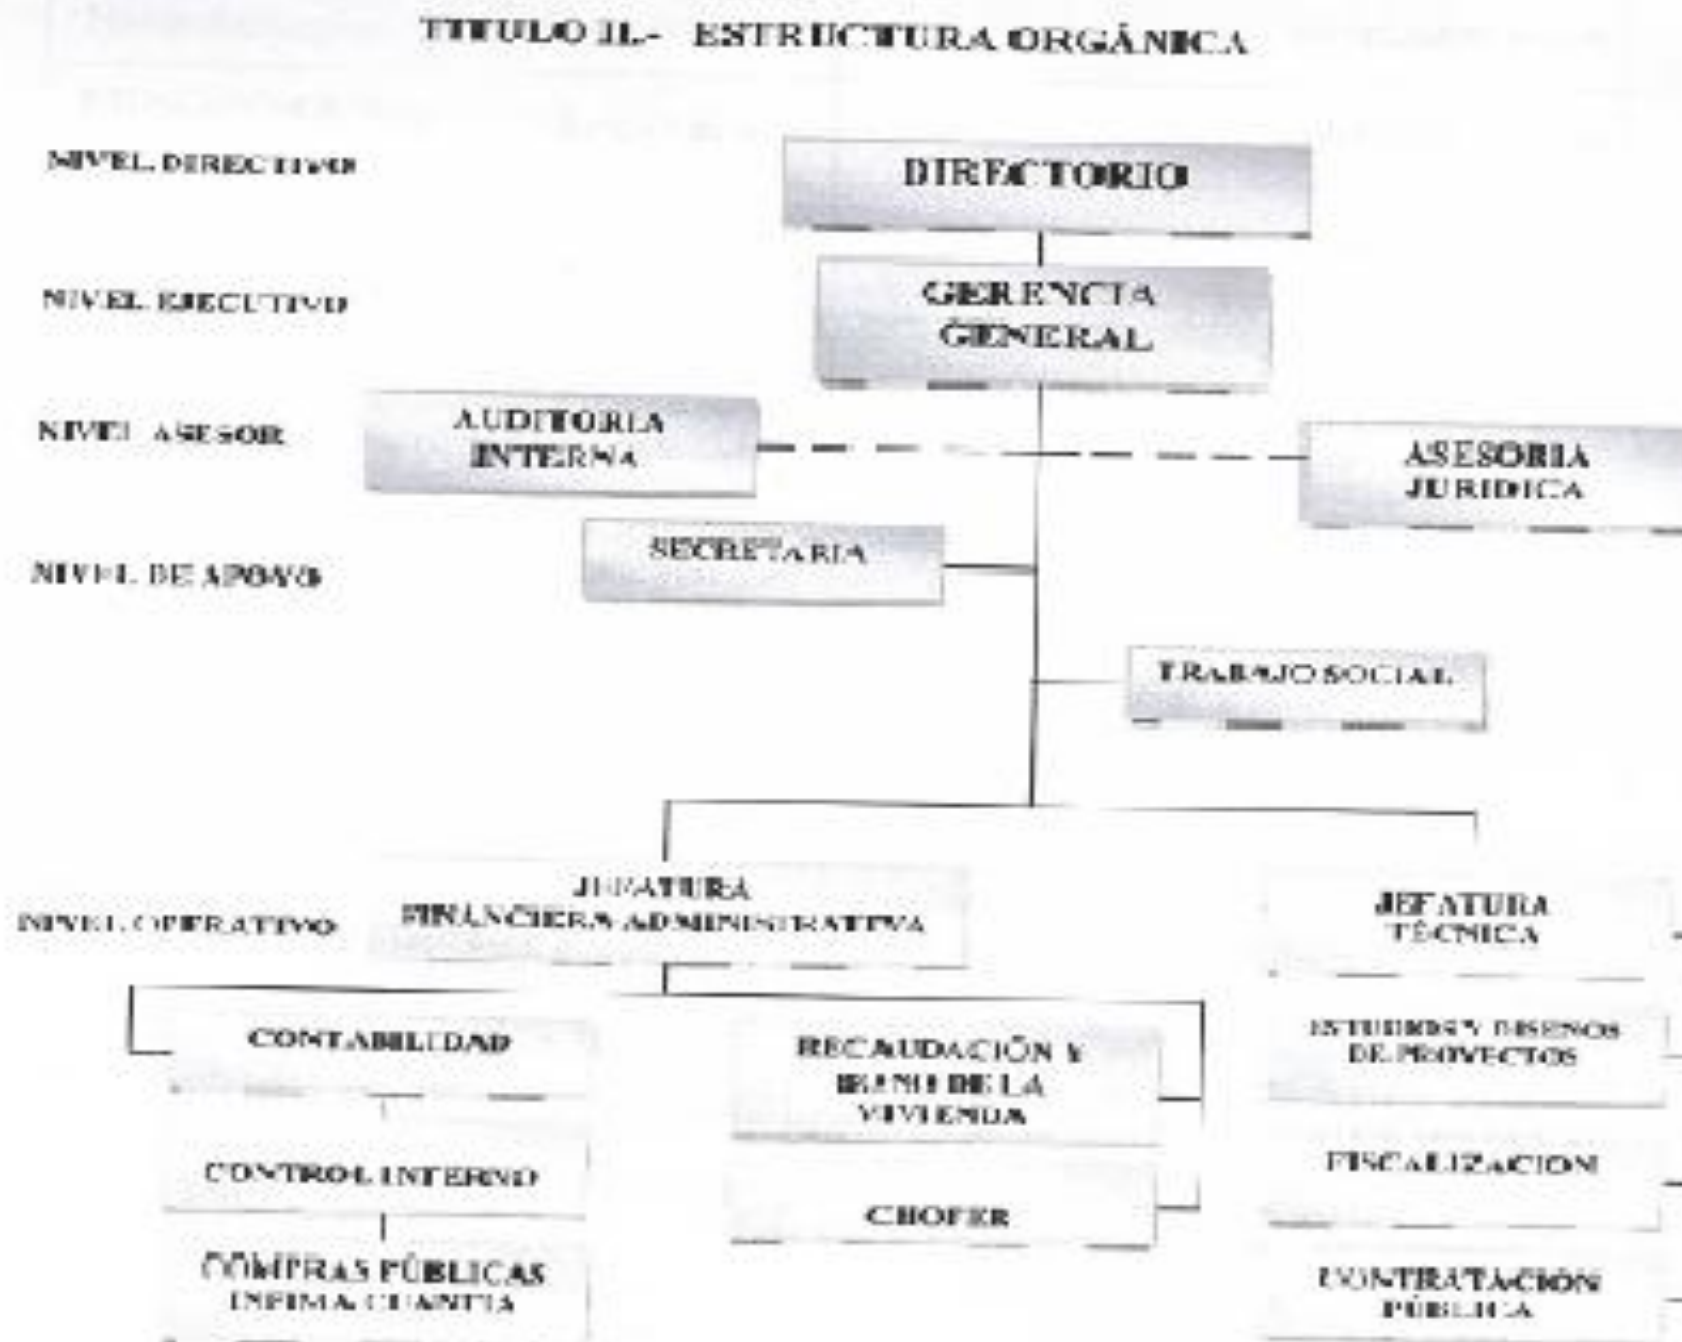 TITULO II.- ESTRUCTURA ORGÁNICA
NIVEL DIRECTIVO
DIRECTORIO
NIVEL EJECUTIVO
GERENCIA
GENERAL
NIVEL ASESOR
AUDITORIA
INTERNA
ASESORIA
JURIDICA
NIVEL DE APOYO
SECRETARIA
TRABAJO SOCIAL
NIVEL OPERATIVO
JEFATURA
FINANCIERA ADMINISTRATIVA
JEFATURA
TÉCNICA
CONTABILIDAD
RECAUDACIÓN Y
DE LA
VIVIENDA
ESTUDIOS Y DISEÑOS
DE PROYECTOS
CONTROL INTERNO
CHOFER
FISCALIZACION
COMPRAS PÚBLICAS
INFIMA CUANTIA
CONTRATACIÓN
PÚBLICA